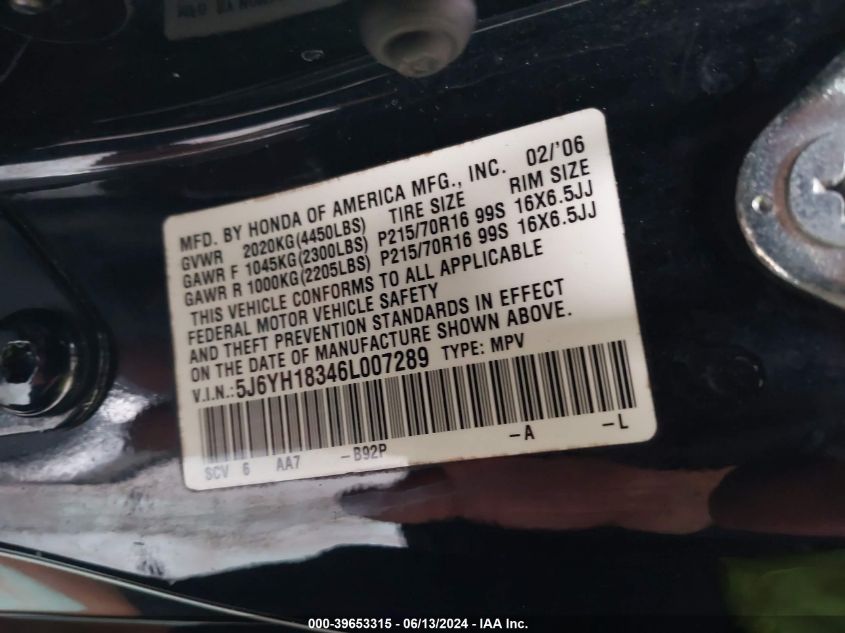 MFD. BY HONDA OF AMERICA MFG., INC. 02/'06
GVWR 2020KG(4450LBS) TIRE SIZE RIM SIZE
GAWR F 1045KG(2300LBS) P215/70R16 99S 16X6.5JJ
GAWR R 1000KG(2205LBS) P215/70R16 99S 16X6.5JJ
THIS VEHICLE CONFORMS TO ALL APPLICABLE
FEDERAL MOTOR VEHICLE SAFETY
AND THEFT PREVENTION STANDARDS IN EFFECT
ON THE DATE OF MANUFACTURE SHOWN ABOVE.
V.I.N.: 5J6YH18346L007289 TYPE: MPV
SCV 6 AA7 -B92P -A -L
000-39653315 - 06/13/2024 - IAA Inc.